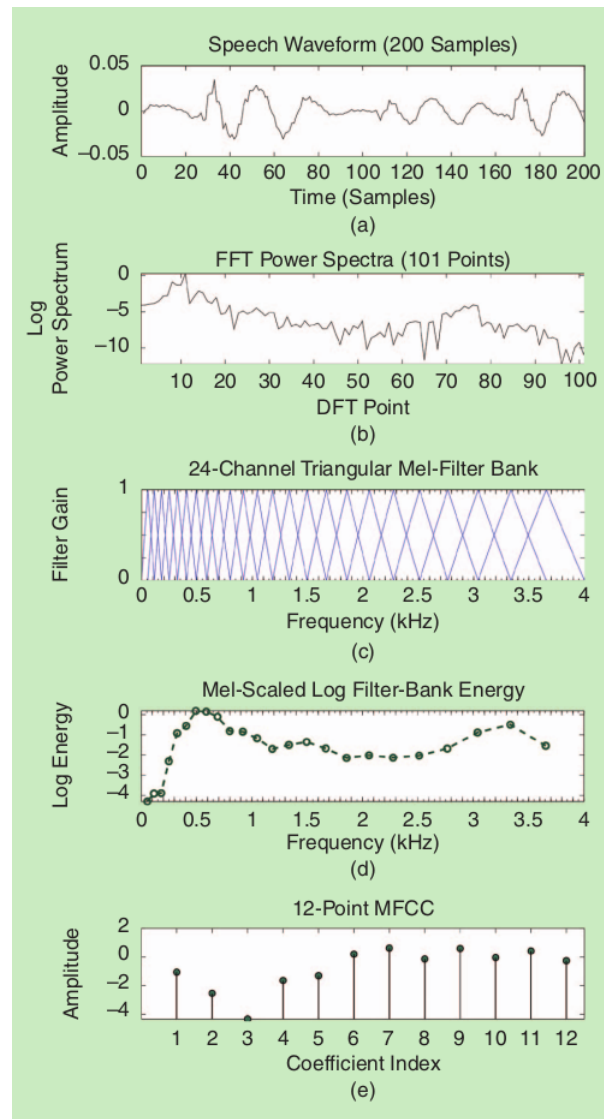 Speech Waveform (200 Samples)
0.05
0
−0.05
Amplitude
0 20 40 60 80 100 120 140 160 180 200
Time (Samples)
(a)
FFT Power Spectra (101 Points)
0
−5
−10
Log
Power Spectrum
10 20 30 40 50 60 70 80 90 100
DFT Point
(b)
24-Channel Triangular Mel-Filter Bank
1
0
Filter Gain
0 0.5 1 1.5 2 2.5 3 3.5 4
Frequency (kHz)
(c)
Mel-Scaled Log Filter-Bank Energy
0
−1
−2
−3
−4
Log Energy
0 0.5 1 1.5 2 2.5 3 3.5 4
Frequency (kHz)
(d)
12-Point MFCC
2
0
−2
−4
Amplitude
1 2 3 4 5 6 7 8 9 10 11 12
Coefficient Index
(e)